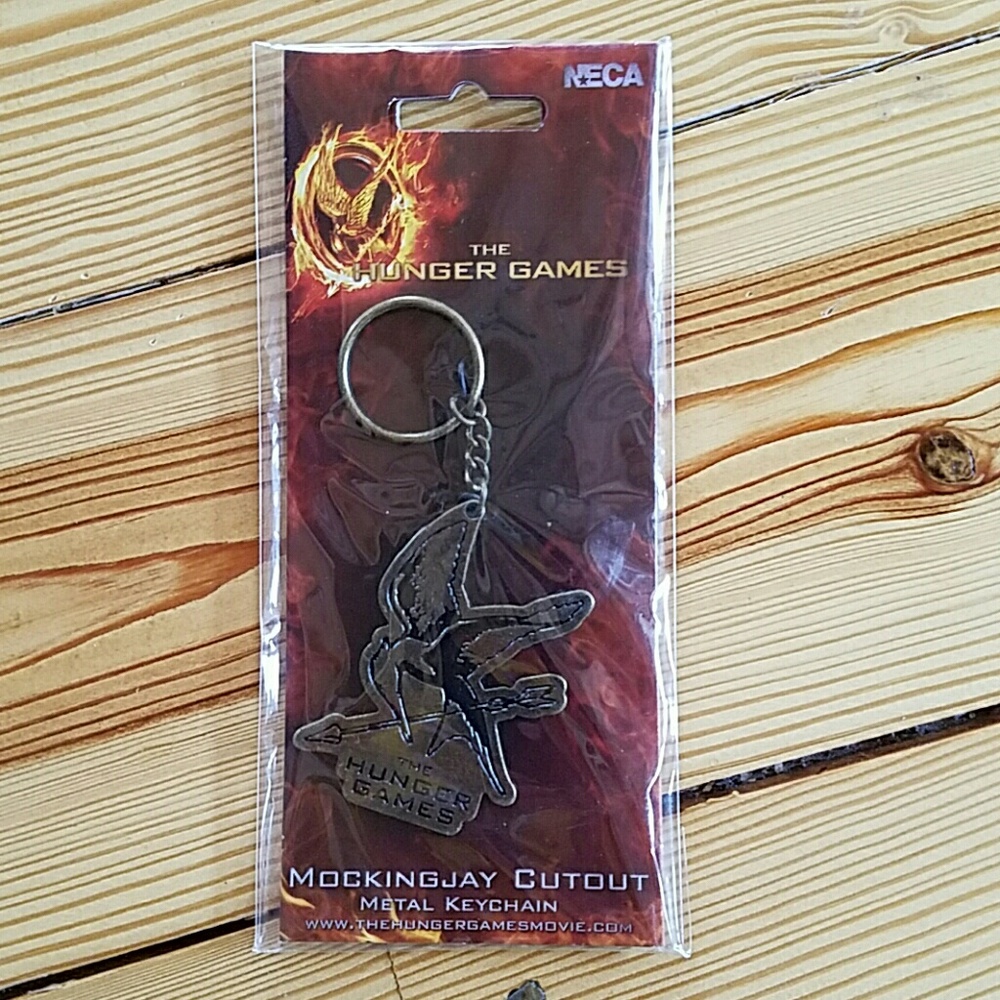 NECA
THE
HUNGER GAMES
THE
HUNGER
GAMES
MOCKINGJAY CUTOUT
METAL KEYCHAIN
WWW.THEHUNGERGAMESMOVIE.COM